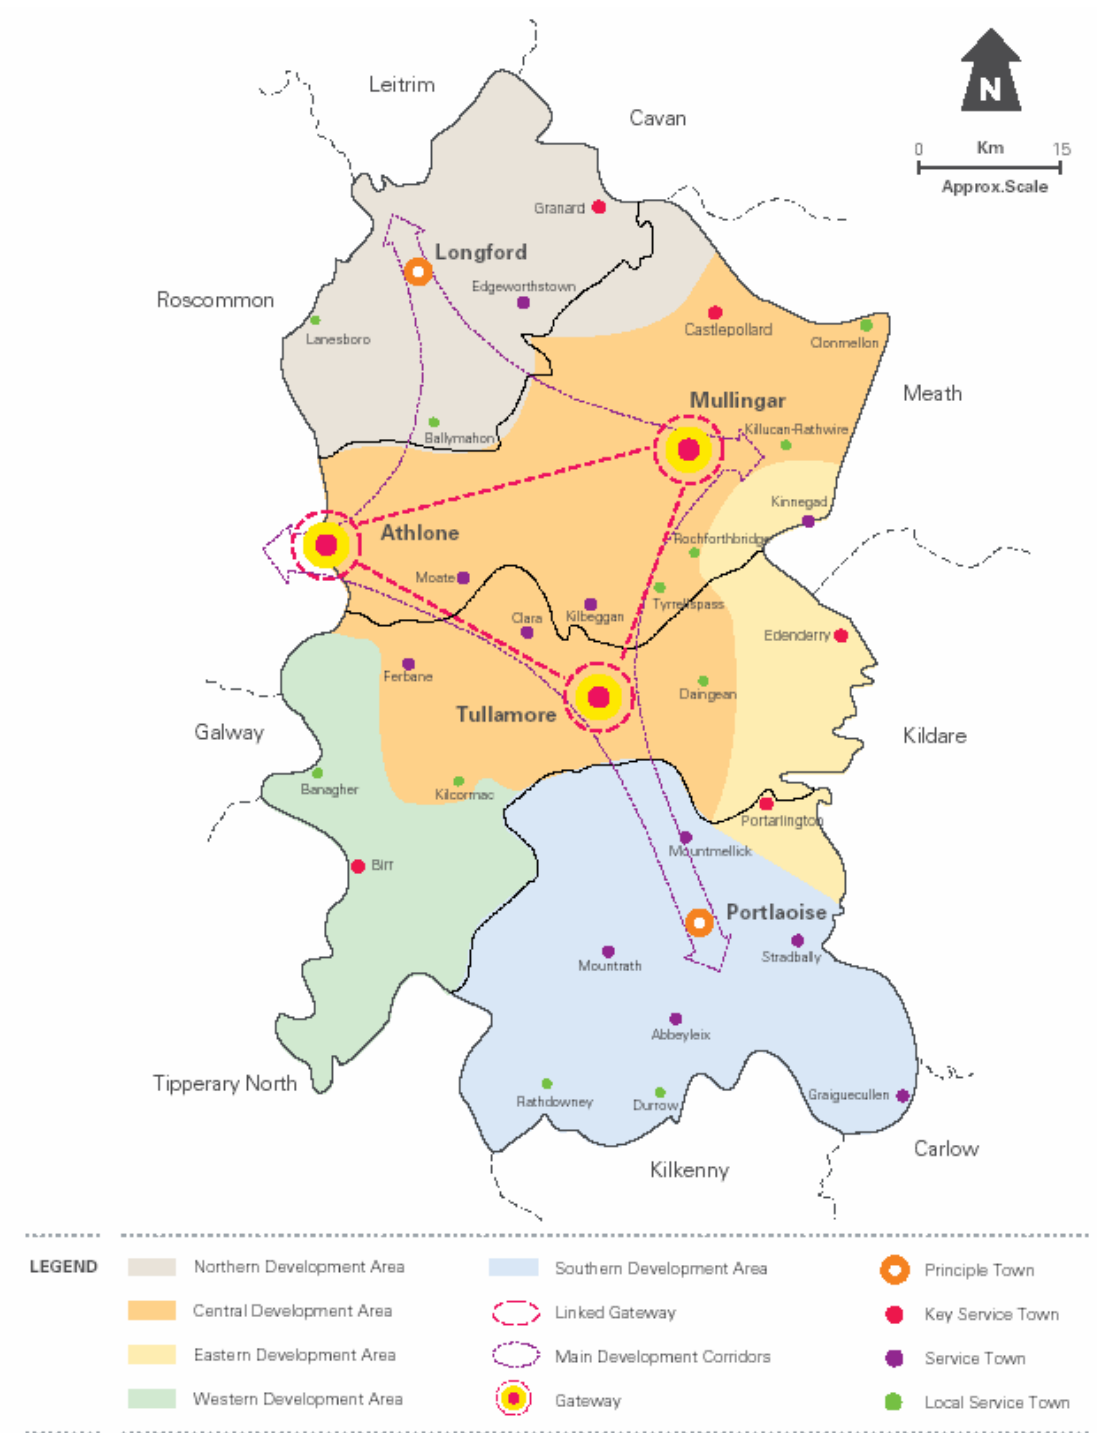 Leitrim
Cavan
N
0 Km 15
Approx.Scale
Granard
Longford
Edgeworthstown
Roscommon
Lanesboro
Castlepollard
Clonmellon
Meath
Mullingar
Killucan-Rathwire
Ballymahon
Kinnegad
Athlone
Rochforthbridge
Moate
Tyrrellspass
Kilbeggan
Clara
Edenderry
Ferbane
Daingean
Tullamore
Galway
Kildare
Banagher
Kilcormac
Portarlington
Mountmellick
Birr
Portlaoise
Stradbally
Mountrath
Abbeyleix
Tipperary North
Rathdowney
Durrow
Graiguecullen
Carlow
Kilkenny
LEGEND
Northern Development Area
Central Development Area
Eastern Development Area
Western Development Area
Southern Development Area
Linked Gateway
Main Development Corridors
Gateway
Principle Town
Key Service Town
Service Town
Local Service Town